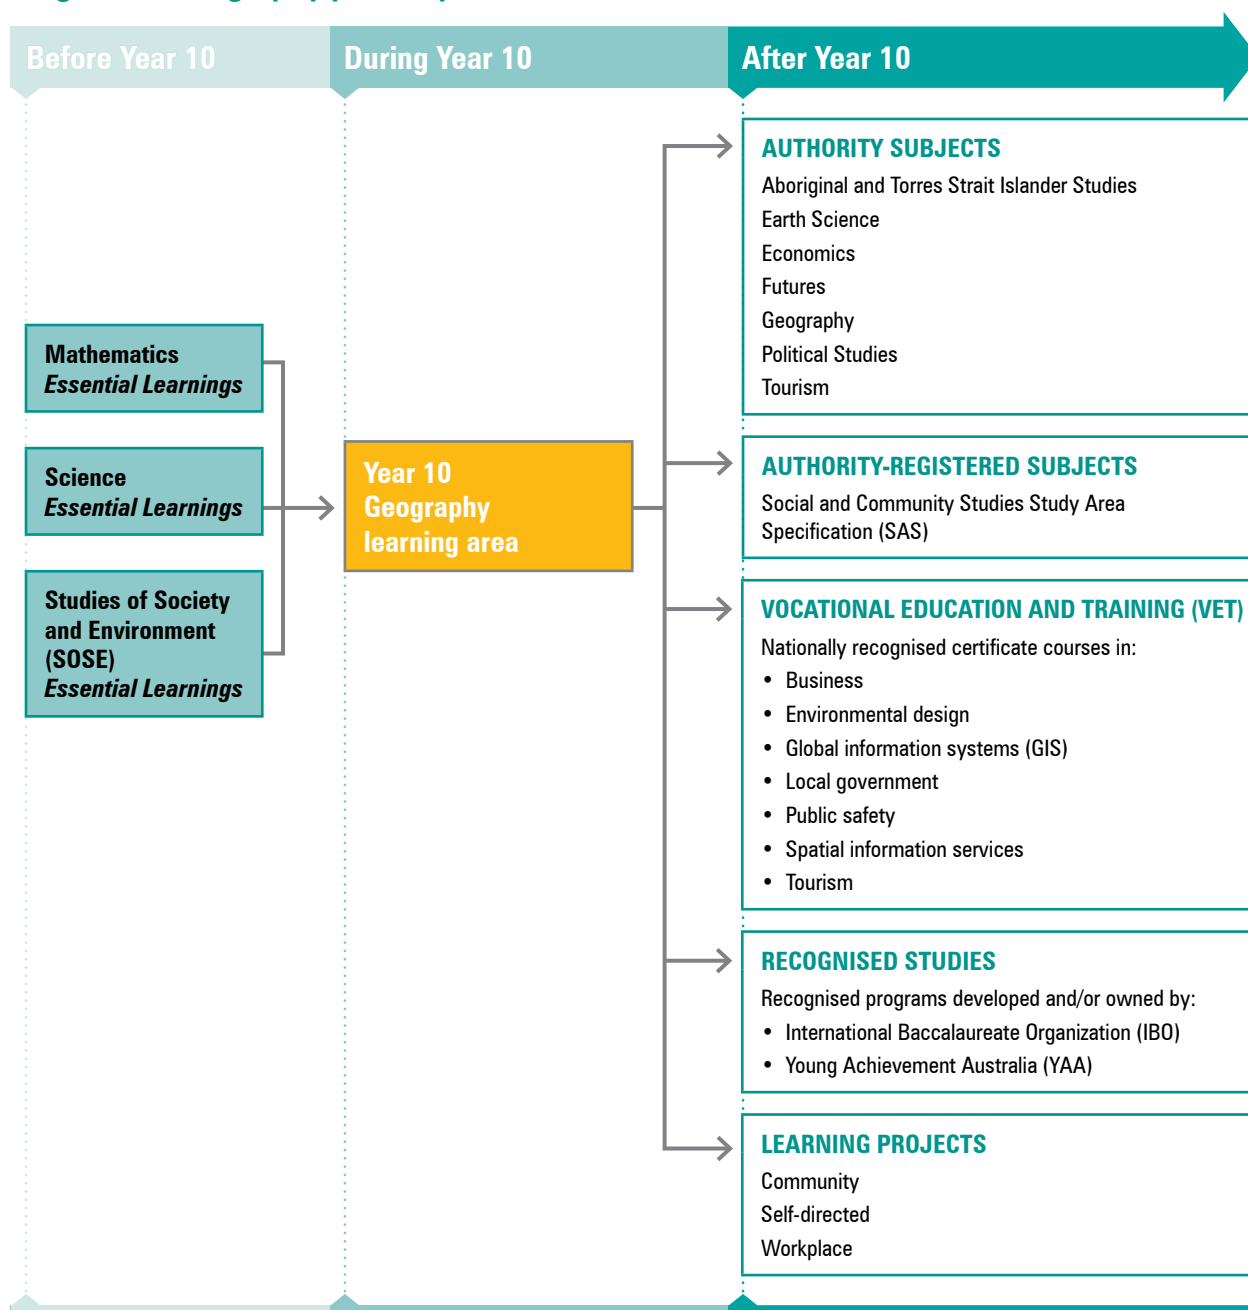 Before Year 10
During Year 10
After Year 10
Mathematics
Essential Learnings
Science
Essential Learnings
Studies of Society
and Environment
(SOSE)
Essential Learnings
Year 10
Geography
learning area
AUTHORITY SUBJECTS
Aboriginal and Torres Strait Islander Studies
Earth Science
Economics
Futures
Geography
Political Studies
Tourism
AUTHORITY-REGISTERED SUBJECTS
Social and Community Studies Study Area
Specification (SAS)
VOCATIONAL EDUCATION AND TRAINING (VET)
Nationally recognised certificate courses in:
• Business
• Environmental design
• Global information systems (GIS)
• Local government
• Public safety
• Spatial information services
• Tourism
RECOGNISED STUDIES
Recognised programs developed and/or owned by:
• International Baccalaureate Organization (IBO)
• Young Achievement Australia (YAA)
LEARNING PROJECTS
Community
Self-directed
Workplace